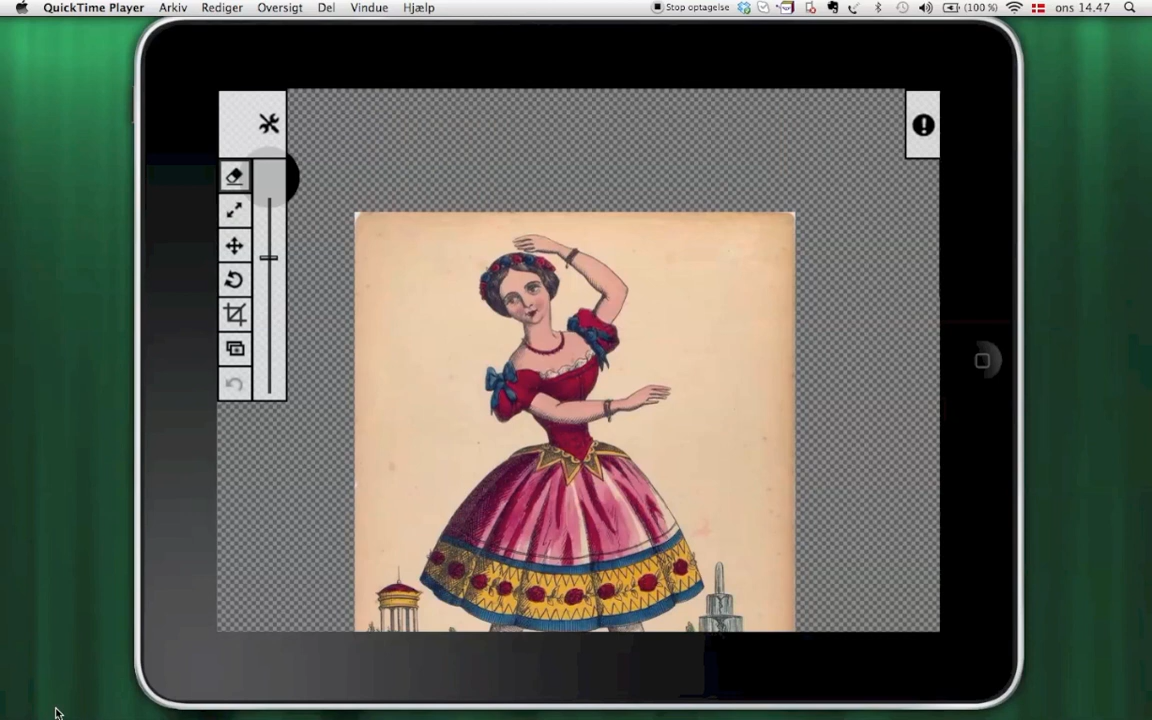 QuickTime Player Arkiv Rediger Oversigt Del Vindue Hjælp Stop optagelse (100 %) ons 14.47